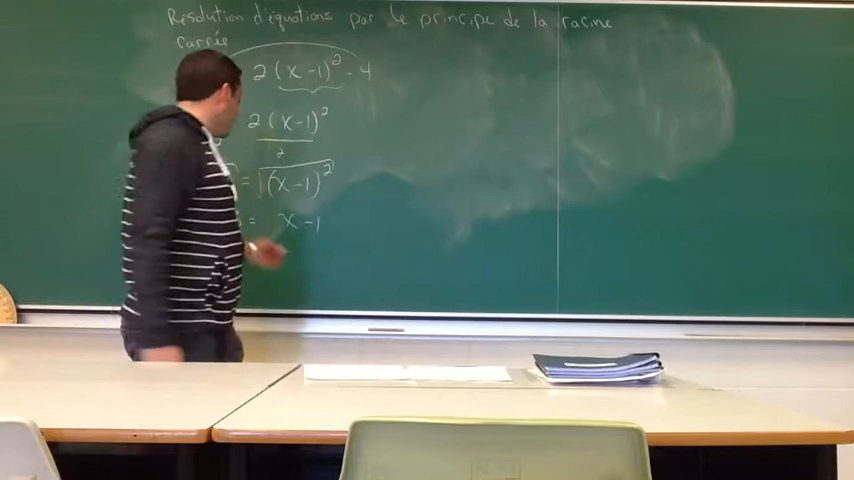 Résolution d'équations par le principe de la racine
carrée
2(x-1)² - 4
2(x-1)²
2
= √(x-1)²
= x-1